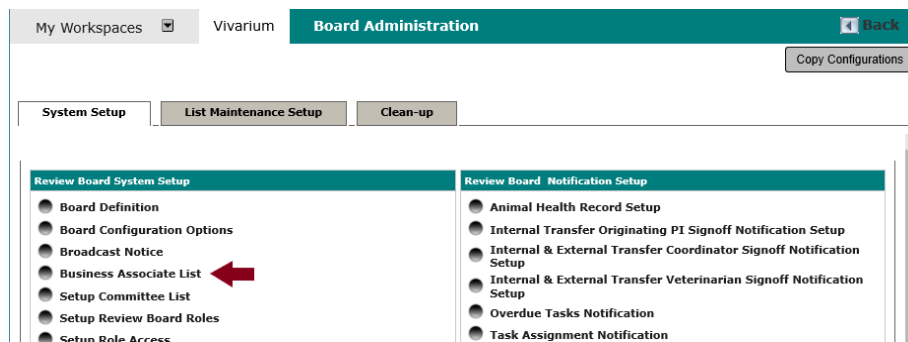 My Workspaces Vivarium Board Administration Back
Copy Configurations
System Setup List Maintenance Setup Clean-up
Review Board System Setup
Board Definition
Board Configuration Options
Broadcast Notice
Business Associate List
Setup Committee List
Setup Review Board Roles
Setup Role Access
Review Board Notification Setup
Animal Health Record Setup
Internal Transfer Originating PI Signoff Notification Setup
Internal & External Transfer Coordinator Signoff Notification
Setup
Internal & External Transfer Veterinarian Signoff Notification
Setup
Overdue Tasks Notification
Task Assignment Notification